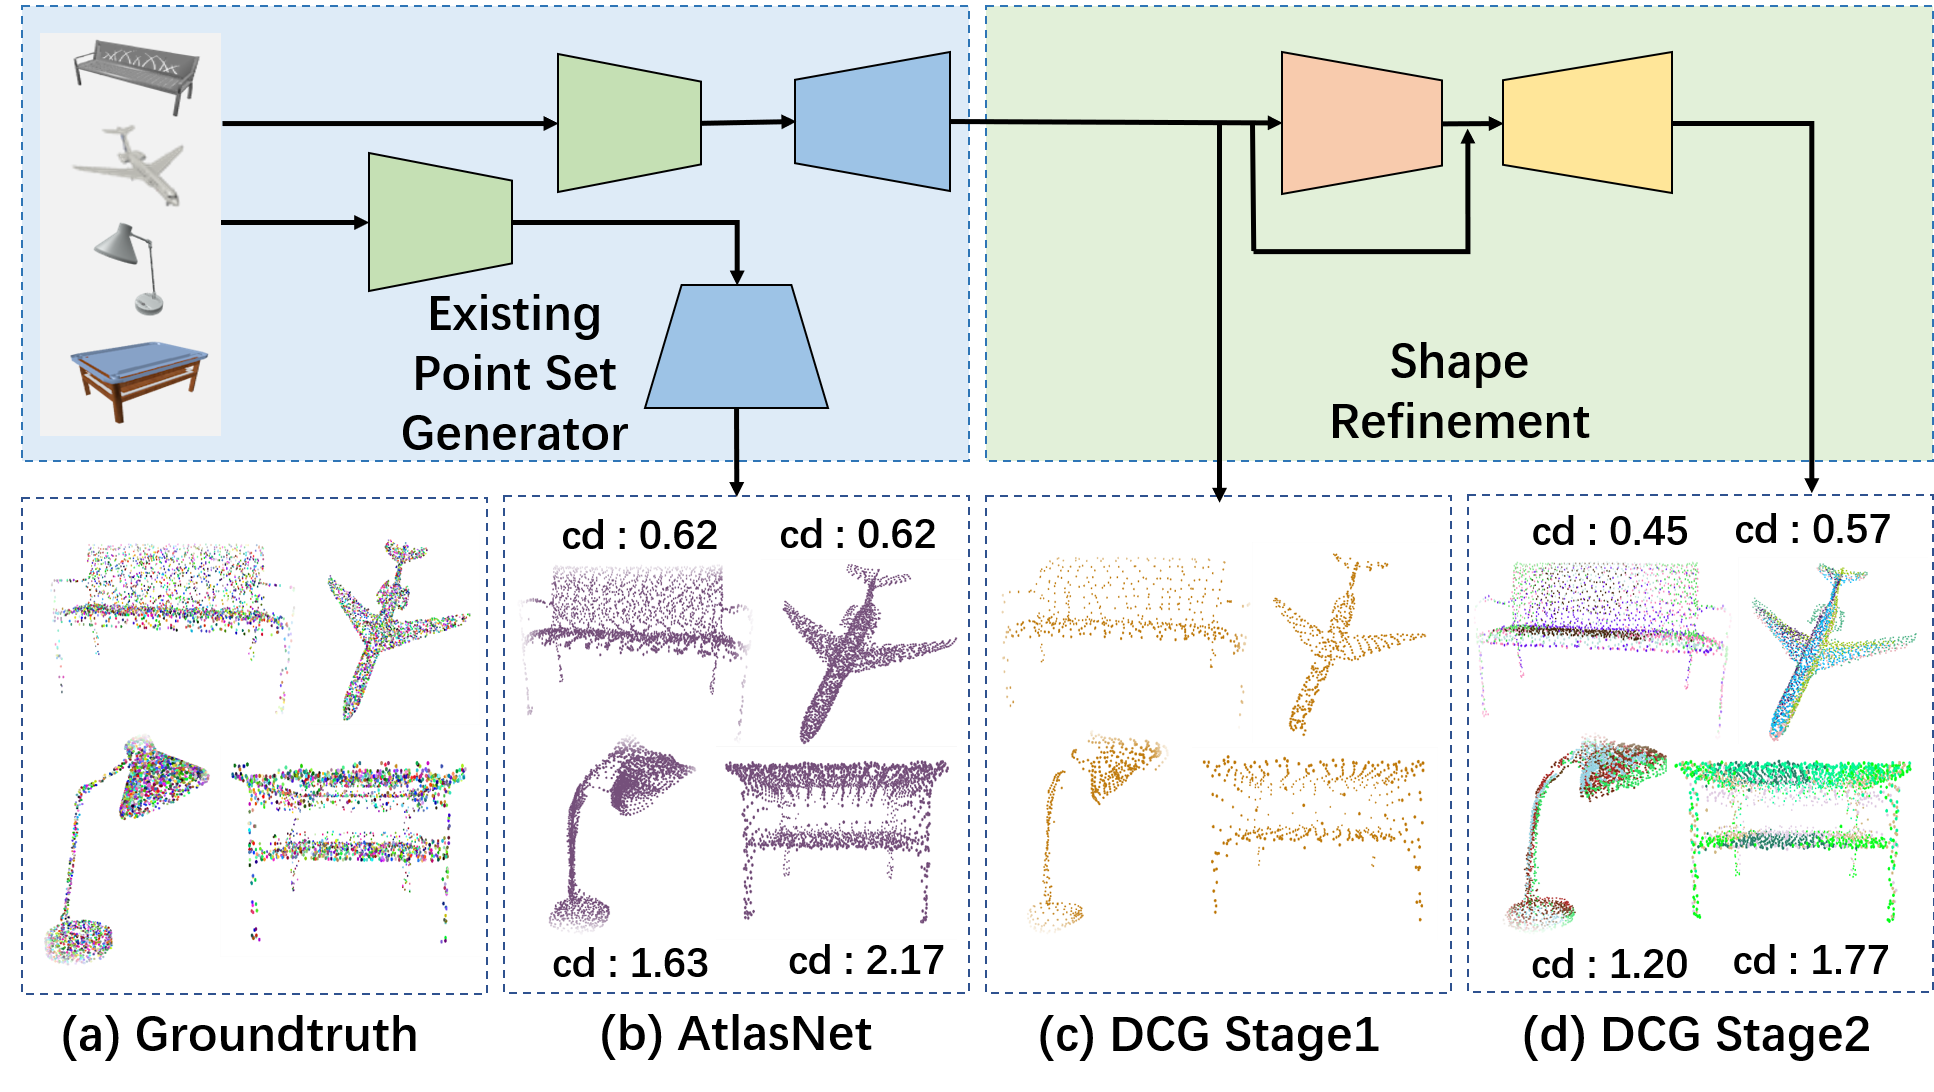 Existing
Point Set
Generator
Shape
Refinement
cd : 0.62
cd : 0.62
cd : 0.45
cd : 0.57
cd : 1.63
cd : 2.17
cd : 1.20
cd : 1.77
(a) Groundtruth
(b) AtlasNet
(c) DCG Stage1
(d) DCG Stage2